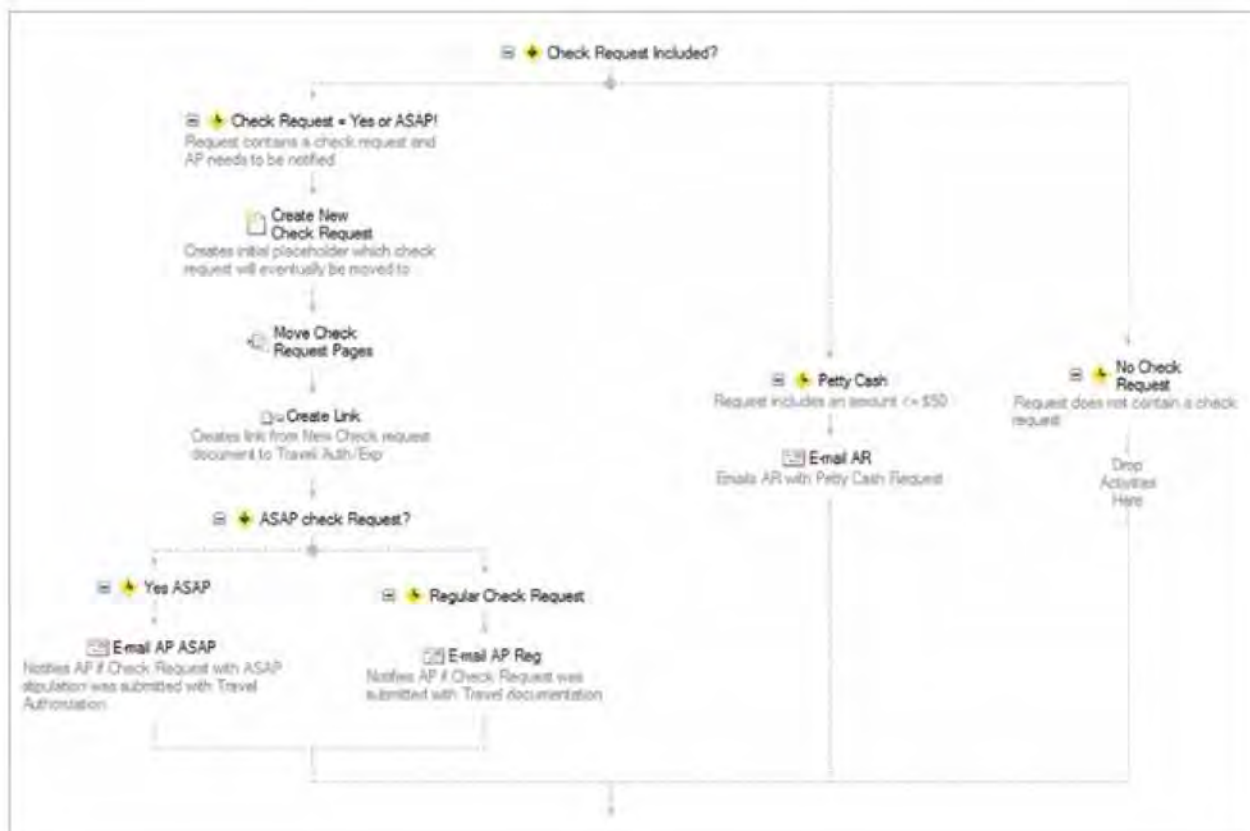 Check Request Included?
Check Request = Yes or ASAP!
Request contains a check request and
AP needs to be notified
Create New
Check Request
Creates initial placeholder which check
request will eventually be moved to
Move Check
Request Pages
Create Link
Creates link from New Check request
document to Travel Auth/Exp
ASAP check Request?
Yes ASAP
E-mail AP ASAP
Notifies AP if Check Request with ASAP
stipulation was submitted with Travel
Authorization
Regular Check Request
E-mail AP Reg
Notifies AP if Check Request was
submitted with Travel documentation
Petty Cash
Request includes an amount <= $50
E-mail AR
Emails AR with Petty Cash Request
No Check
Request
Request does not contain a check
request
Drop
Activities
Here